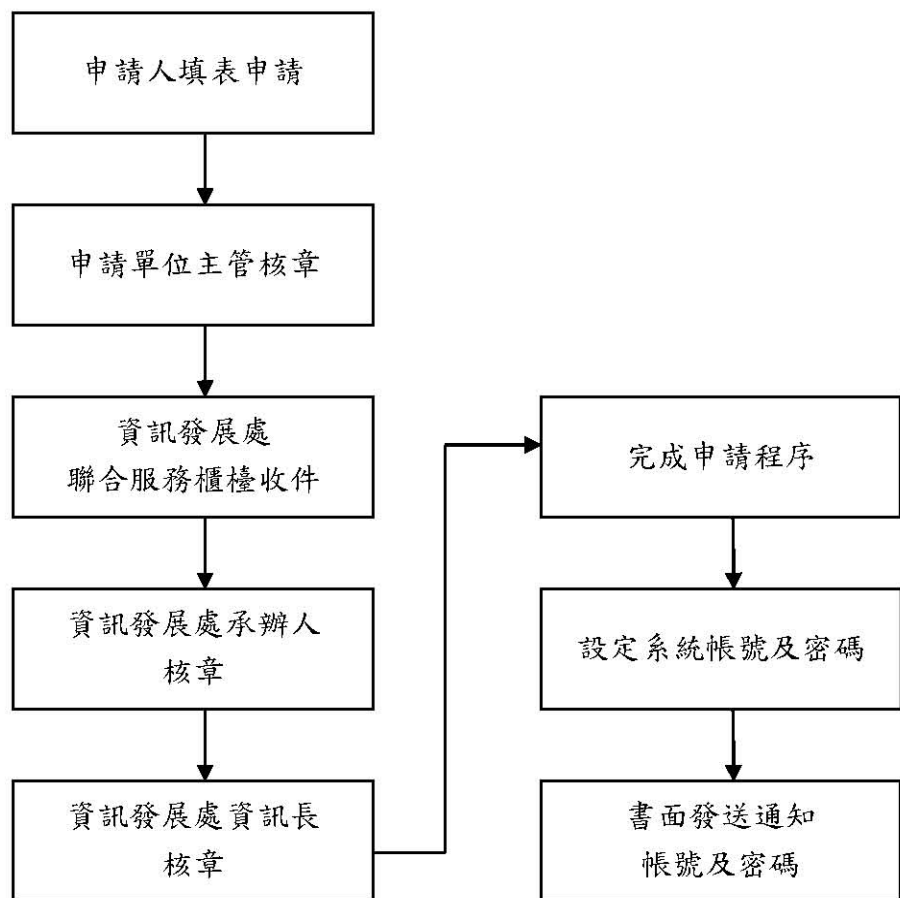 申請人填表申請
申請單位主管核章
資訊發展處
聯合服務櫃檯收件
資訊發展處承辦人
核章
資訊發展處資訊長
核章
完成申請程序
設定系統帳號及密碼
書面發送通知
帳號及密碼